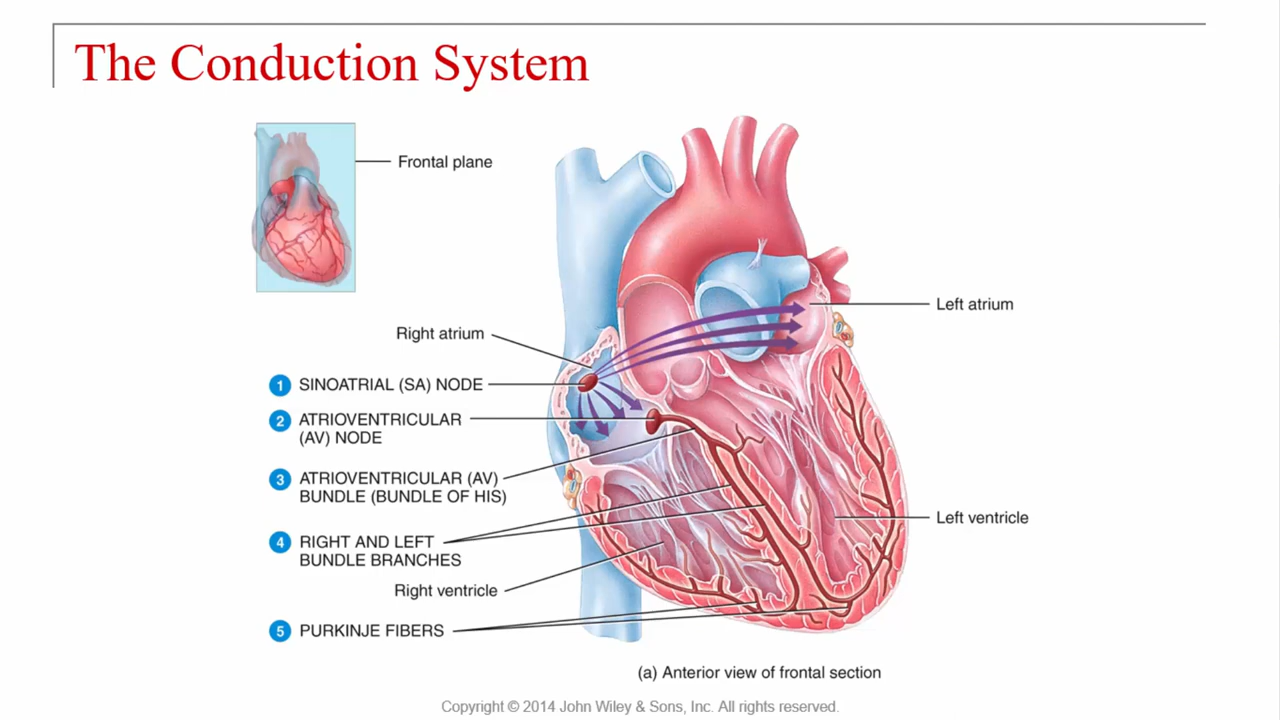 The Conduction System
Frontal plane
Left atrium
Right atrium
1 SINOATRIAL (SA) NODE
2 ATRIOVENTRICULAR
(AV) NODE
3 ATRIOVENTRICULAR (AV)
BUNDLE (BUNDLE OF HIS)
Left ventricle
4 RIGHT AND LEFT
BUNDLE BRANCHES
Right ventricle
5 PURKINJE FIBERS
(a) Anterior view of frontal section
Copyright © 2014 John Wiley & Sons, Inc. All rights reserved.